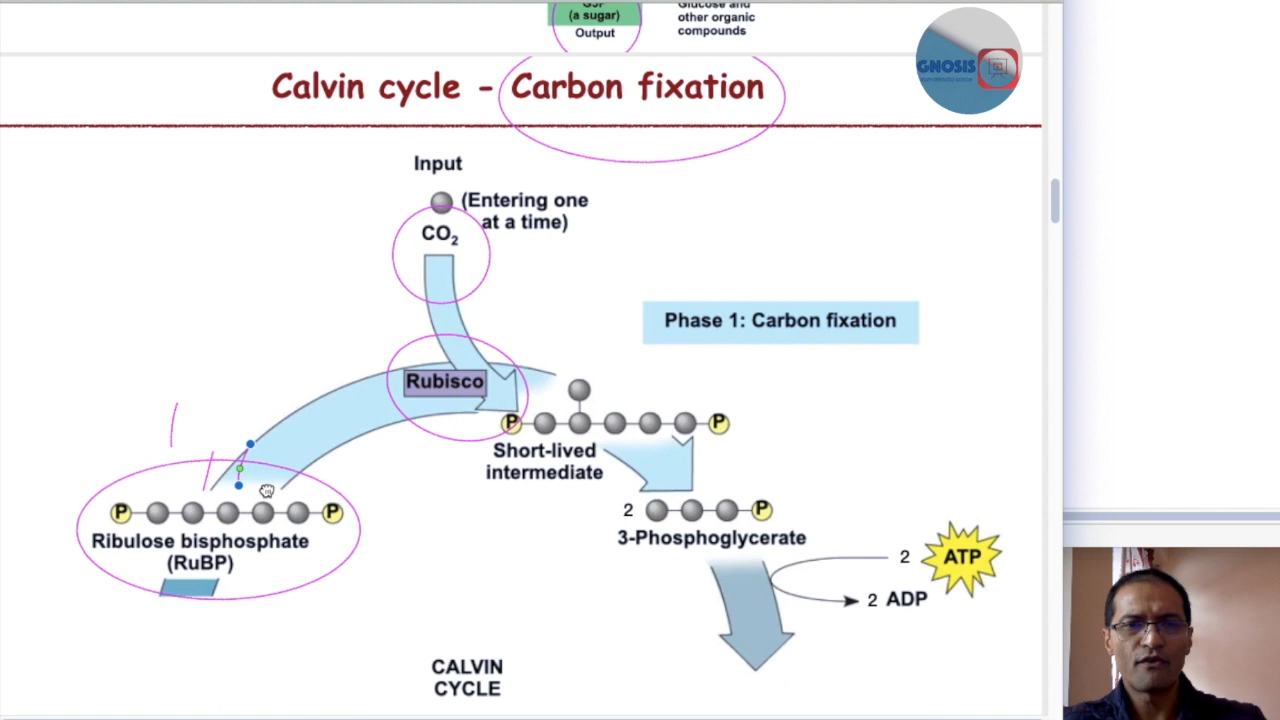 G3P
(a sugar)
Output
Glucose and
other organic
compounds
GNOSIS
Calvin cycle - Carbon fixation
Input
(Entering one
at a time)
CO₂
Phase 1: Carbon fixation
Rubisco
P
P
Short-lived
intermediate
P
P
Ribulose bisphosphate
(RuBP)
2
P
3-Phosphoglycerate
2
ATP
2 ADP
CALVIN
CYCLE